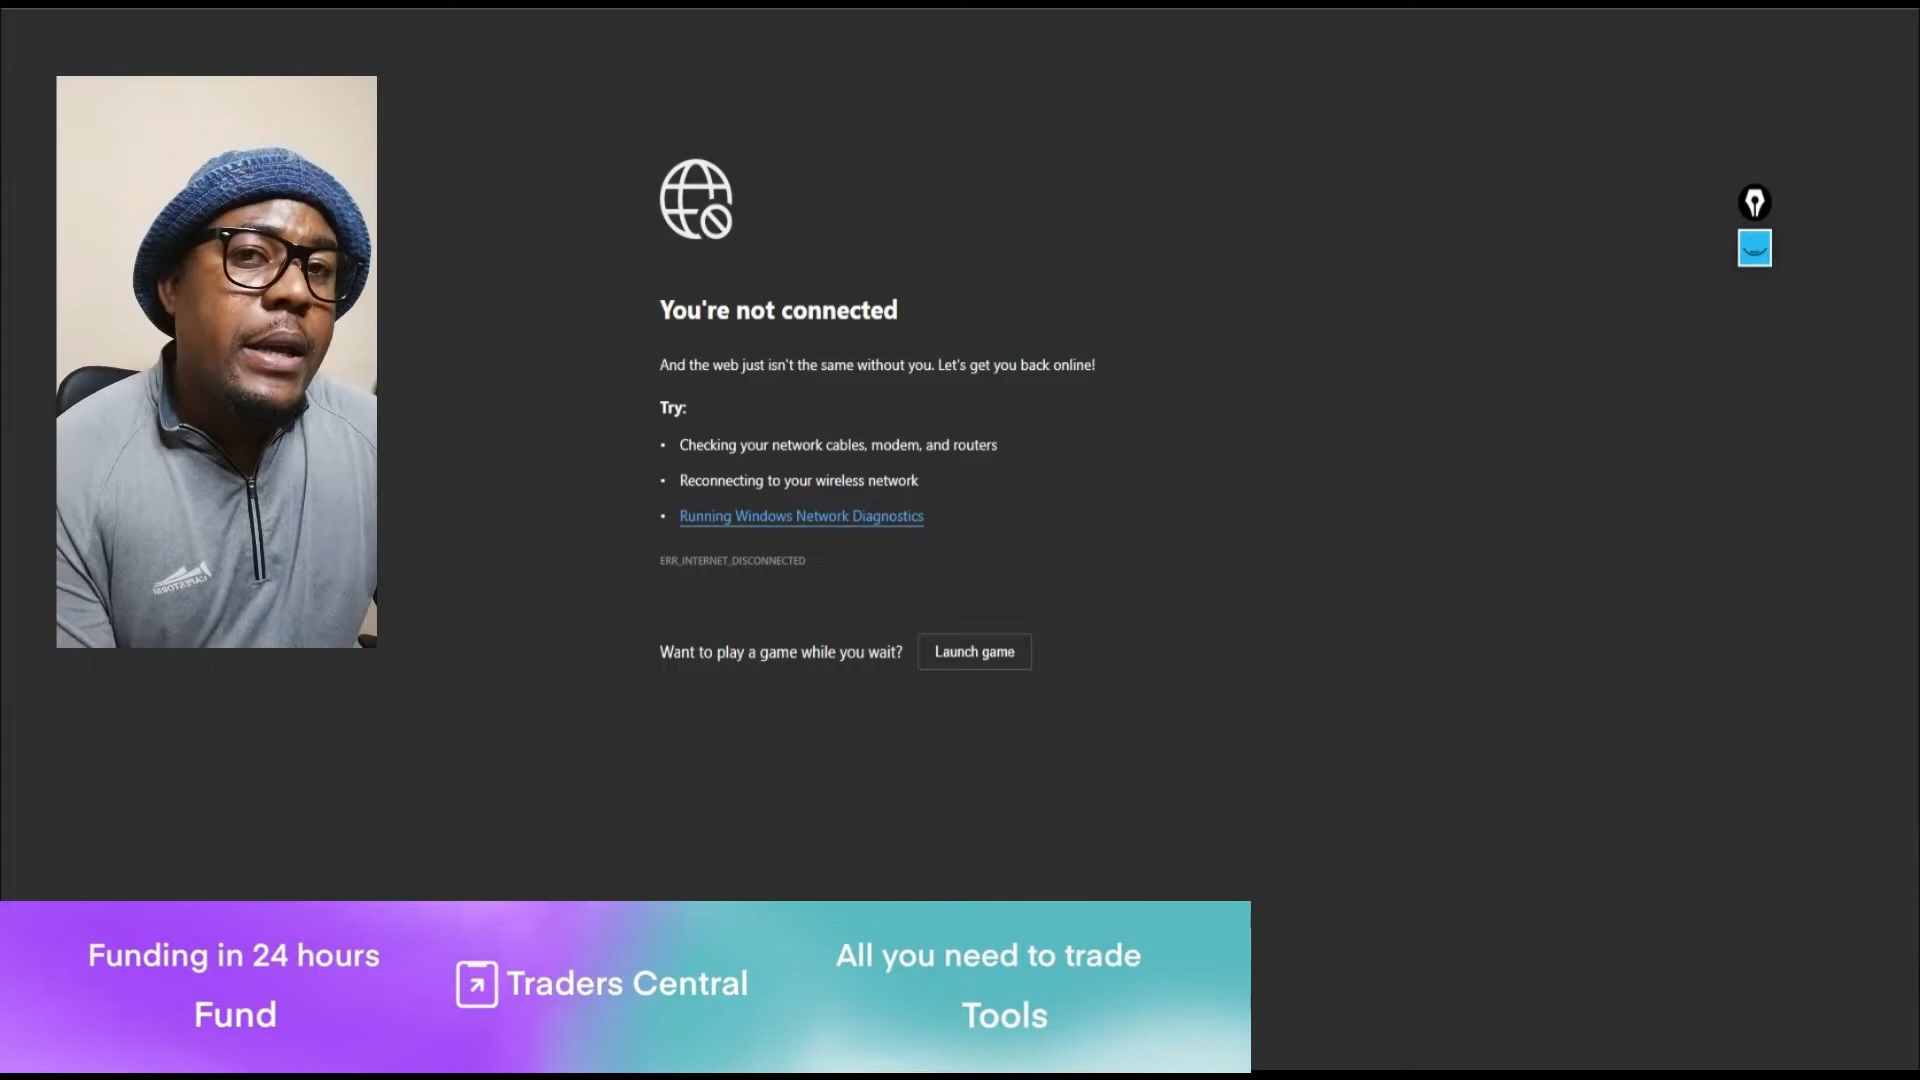 You're not connected
And the web just isn't the same without you. Let's get you back online!
Try:
• Checking your network cables, modem, and routers
• Reconnecting to your wireless network
• Running Windows Network Diagnostics
ERR_INTERNET_DISCONNECTED
Want to play a game while you wait? Launch game
CAPESTORM
Funding in 24 hours
Fund
Traders Central
All you need to trade
Tools